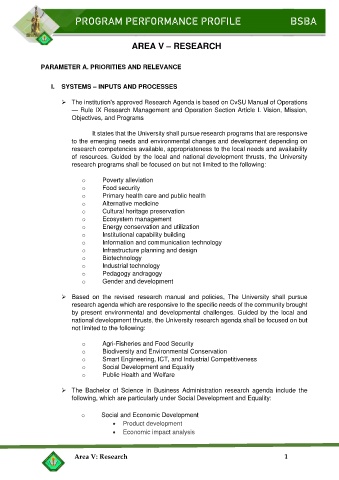 PROGRAM PERFORMANCE PROFILE BSBA
AREA V – RESEARCH
PARAMETER A. PRIORITIES AND RELEVANCE
I. SYSTEMS – INPUTS AND PROCESSES
➢ The institution's approved Research Agenda is based on CvSU Manual of Operations
— Rule IX Research Management and Operation Section Article I. Vision, Mission,
Objectives, and Programs
It states that the University shall pursue programs that are responsive
to the emerging needs and environmental changes and development depending on
research competencies available, appropriateness to the local needs and availability
of resources. Guided by the local and national development thrusts, the University
research programs shall be focused on but not limited to the following:
o Poverty alleviation
o Food security
o Primary health care and public health
o Alternative medicine
o Cultural heritage preservation
o Ecosystem management
o Energy conservation and utilization
o Institutional capability building
o Information and communication technology
o Infrastructure planning and design
o Biotechnology
o Industrial technology
o Pedagogy andragogy
o Gender and development
➢ Based on the revised research manual and policies, The University shall pursue
research agenda which are responsive to the specific needs of the community brought
by present environmental and developmental challenges. Guided by the local and
national development thrusts, the University research agenda shall be focused on but
not limited to the following:
o Agri-Fisheries and Food Security
o Biodiversity and Environmental Conservation
o Smart Engineering, ICT, and Industrial Competitiveness
o Social Development and Equality
o Public Health and Welfare
➢ The Bachelor of Science in Business Administration research agenda include the
following, which are particularly under Social Development and Equality:
o Social and Economic Development
• Product development
• Economic impact analysis
Area V: Research 1